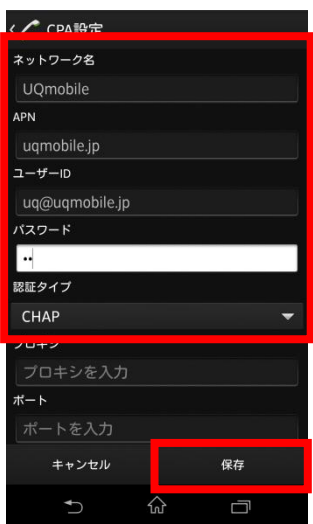 CPA設定
ネットワーク名
UQmobile
APN
uqmobile.jp
ユーザーID
uq@uqmobile.jp
パスワード
••
認証タイプ
CHAP
プロキシ
プロキシを入力
ポート
ポートを入力
キャンセル
保存